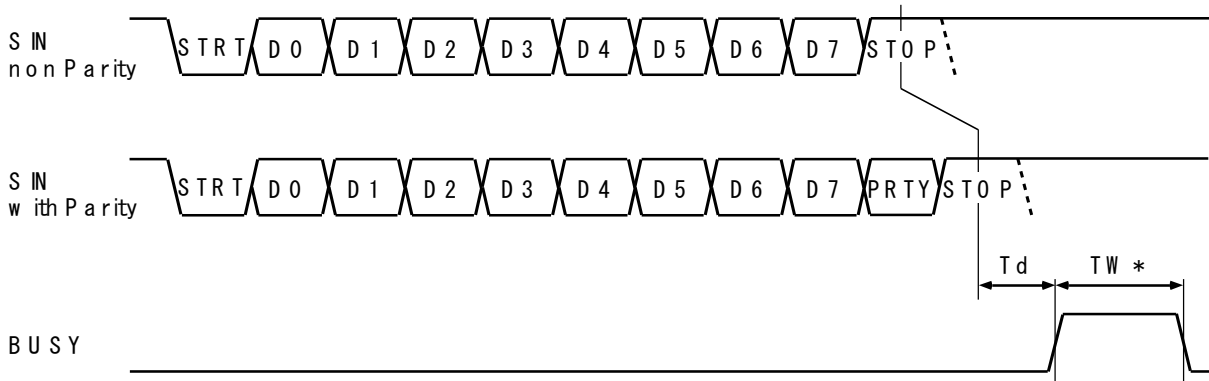 SIN
non Parity
STRT D0 D1 D2 D3 D4 D5 D6 D7 STOP
SIN
with Parity
STRT D0 D1 D2 D3 D4 D5 D6 D7 PRTY STOP
Td TW *
BUSY